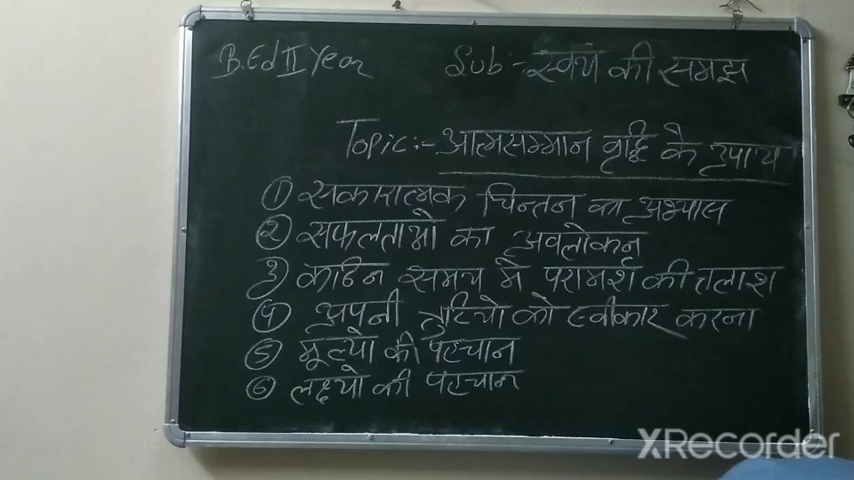 B.Ed II Year Sub:- स्वयं की समझ
Topic:- आत्मसम्मान वृद्धि के उपाय
① सकारात्मक चिन्तन का अभ्यास
② सफलताओ का अवलोकन
③ कठिन समय मे परामर्श की तलाश
④ अपनी त्रुटियो को स्वीकार करना
⑤ मूल्यो की पहचान
⑥ लक्ष्यो की पहचान
XRecorder